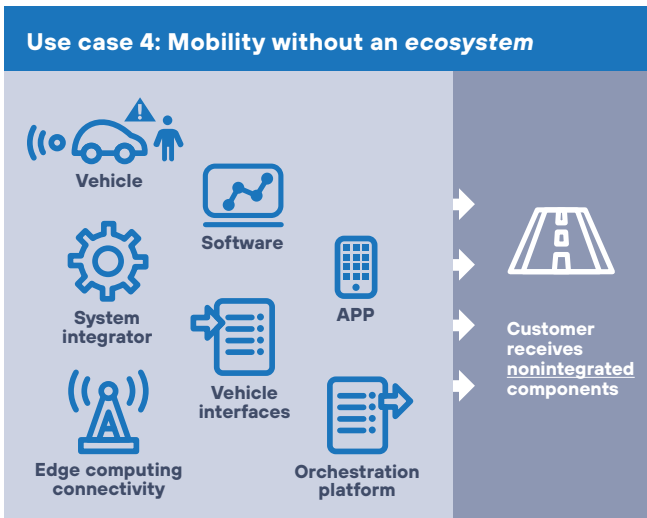 Use case 4: Mobility without an ecosystem
Vehicle
Software
System
integrator
APP
Vehicle
interfaces
Edge computing
connectivity
Orchestration
platform
Customer
receives
nonintegrated
components